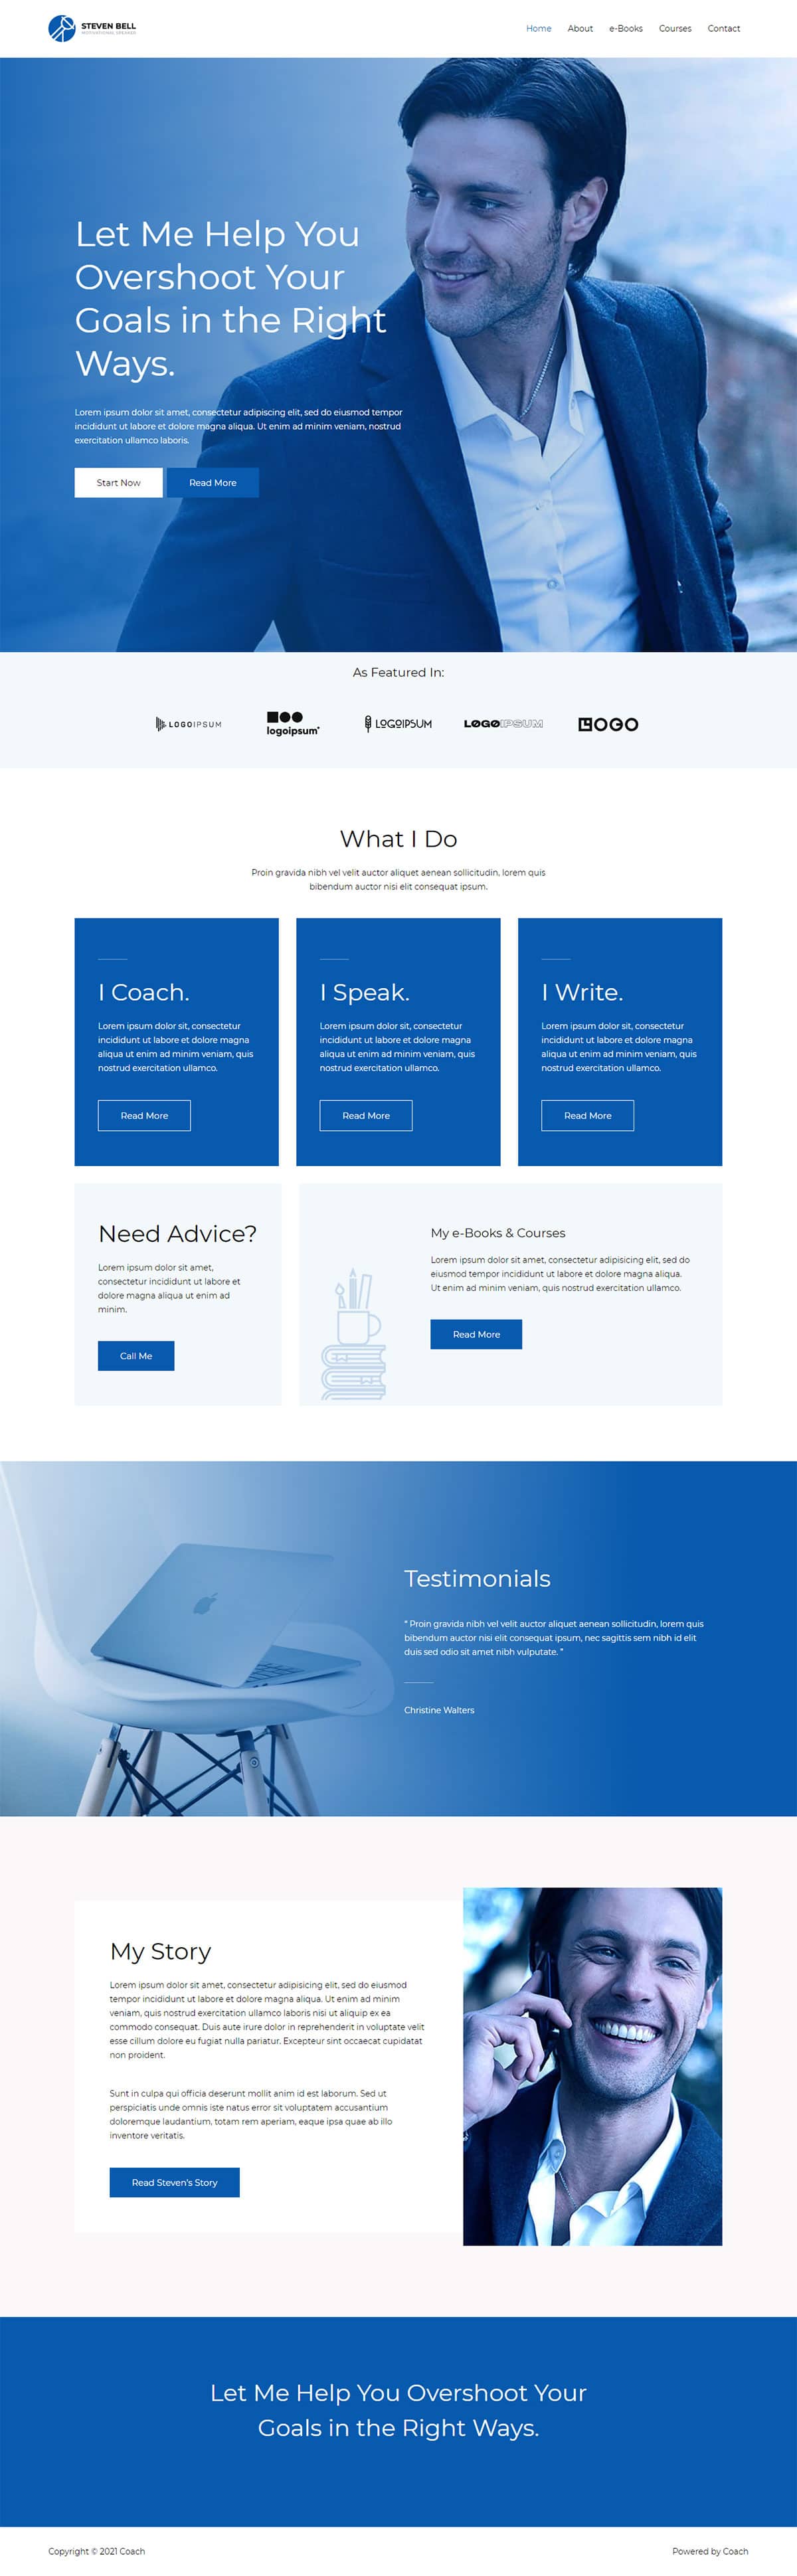 STEVEN BELL
MOTIVATIONAL SPEAKER
Home About e-Books Courses Contact
Let Me Help You
Overshoot Your
Goals in the Right
Ways.
Lorem ipsum dolor sit amet, consectetur adipiscing elit, sed do eiusmod tempor
incididunt ut labore et dolore magna aliqua. Ut enim ad minim veniam, nostrud
exercitation ullamco laboris.
Start Now Read More
As Featured In:
LOGOIPSUM
logoipsum
LOGOIPSUM
LOGOIPSUM
LOGO
What I Do
Proin gravida nibh vel velit auctor aliquet aenean sollicitudin, lorem quis
bibendum auctor nisi elit consequat ipsum.
I Coach.
Lorem ipsum dolor sit, consectetur
incididunt ut labore et dolore magna
aliqua ut enim ad minim veniam, quis
nostrud exercitation ullamco.
Read More
I Speak.
Lorem ipsum dolor sit, consectetur
incididunt ut labore et dolore magna
aliqua ut enim ad minim veniam, quis
nostrud exercitation ullamco.
Read More
I Write.
Lorem ipsum dolor sit, consectetur
incididunt ut labore et dolore magna
aliqua ut enim ad minim veniam, quis
nostrud exercitation ullamco.
Read More
Need Advice?
Lorem ipsum dolor sit amet,
consectetur incididunt ut labore et
dolore magna aliqua ut enim ad
minim.
Call Me
My e-Books & Courses
Lorem ipsum dolor sit amet, consectetur adipisicing elit, sed do
eiusmod tempor incididunt ut labore et dolore magna aliqua.
Ut enim ad minim veniam, quis nostrud exercitation ullamco.
Read More
Testimonials
" Proin gravida nibh vel velit auctor aliquet aenean sollicitudin, lorem quis
bibendum auctor nisi elit consequat ipsum, nec sagittis sem nibh id elit
duis sed odio sit amet nibh vulputate. "
Christine Walters
My Story
Lorem ipsum dolor sit amet, consectetur adipisicing elit, sed do eiusmod
tempor incididunt ut labore et dolore magna aliqua. Ut enim ad minim
veniam, quis nostrud exercitation ullamco laboris nisi ut aliquip ex ea
commodo consequat. Duis aute irure dolor in reprehenderit in voluptate velit
esse cillum dolore eu fugiat nulla pariatur. Excepteur sint occaecat cupidatat
non proident.
Sunt in culpa qui officia deserunt mollit anim id est laborum. Sed ut
perspiciatis unde omnis iste natus error sit voluptatem accusantium
doloremque laudantium, totam rem aperiam, eaque ipsa quae ab illo
inventore veritatis.
Read Steven's Story
Let Me Help You Overshoot Your
Goals in the Right Ways.
Copyright © 2021 Coach
Powered by Coach